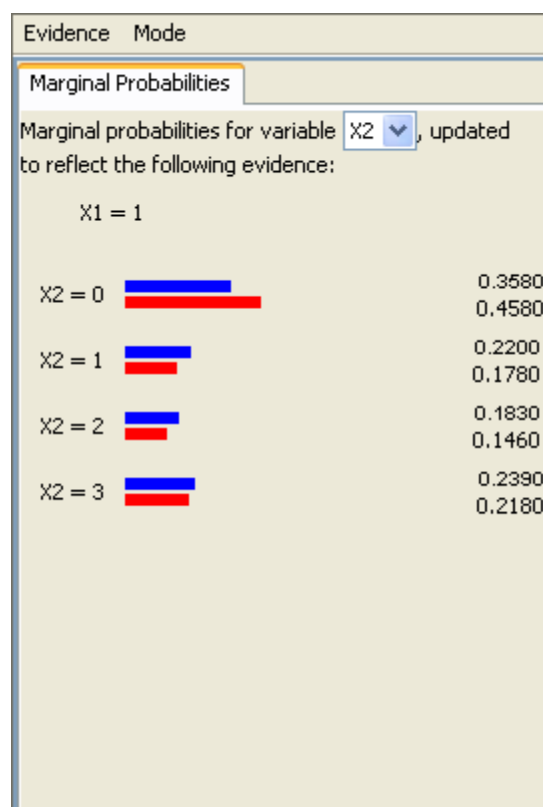 Evidence Mode
Marginal Probabilities
Marginal probabilities for variable X2, updated
to reflect the following evidence:
X1 = 1
X2 = 0 0.3580
0.4580
X2 = 1 0.2200
0.1780
X2 = 2 0.1830
0.1460
X2 = 3 0.2390
0.2180